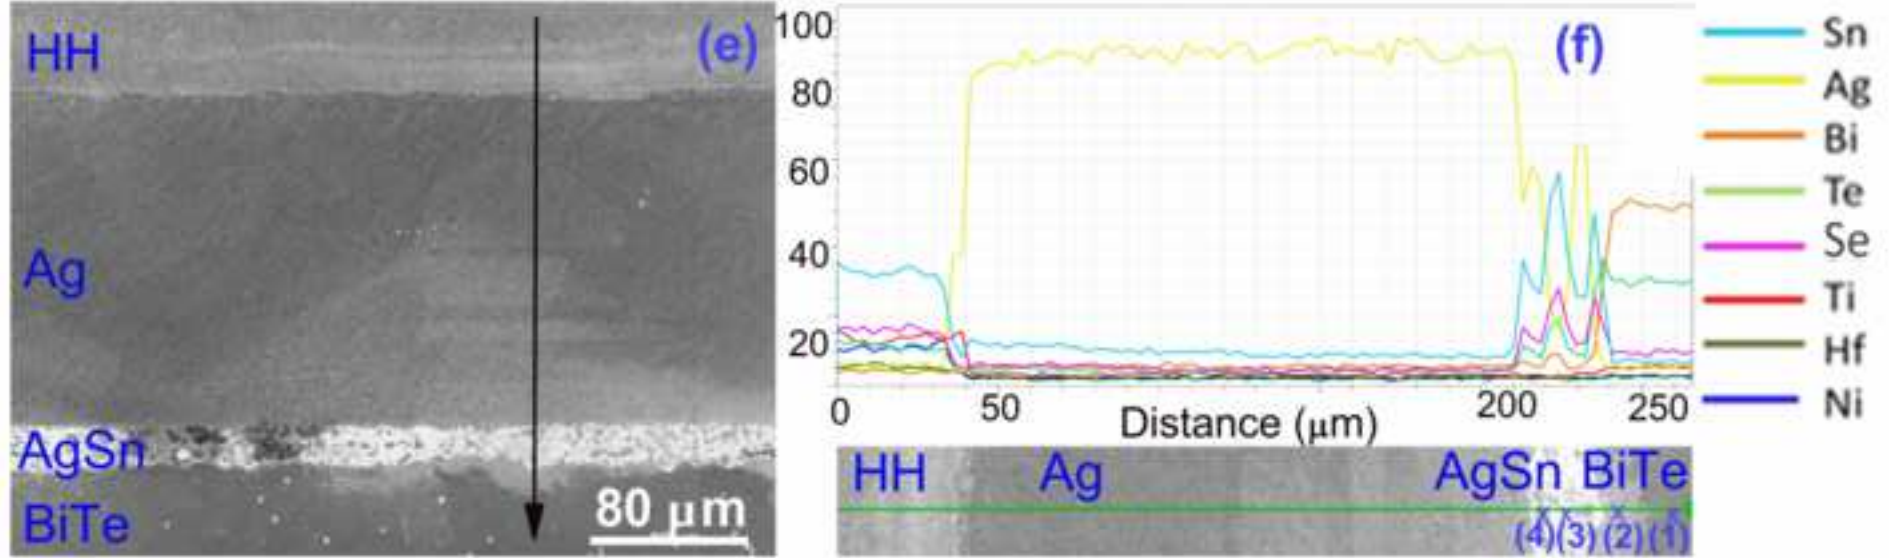 HH
(e)
Ag
AgSn
BiTe
80 µm
100
80
60
40
20
(f)
0 50 200 250
Distance (µm)
HH Ag AgSn BiTe
(4) (3) (2) (1)
Sn
Ag
Bi
Te
Se
Ti
Hf
Ni